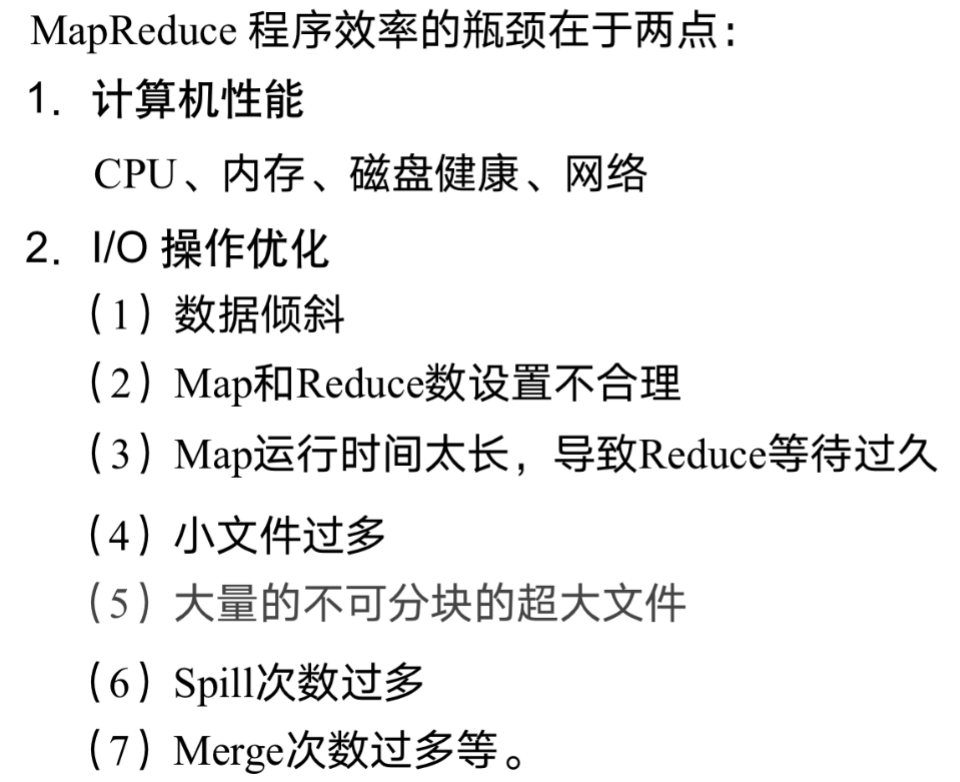 MapReduce 程序效率的瓶颈在于两点：
1. 计算机性能
CPU、内存、磁盘健康、网络
2. I/O 操作优化
（1）数据倾斜
（2）Map和Reduce数设置不合理
（3）Map运行时间太长，导致Reduce等待过久
（4）小文件过多
（5）大量的不可分块的超大文件
（6）Spill次数过多
（7）Merge次数过多等。